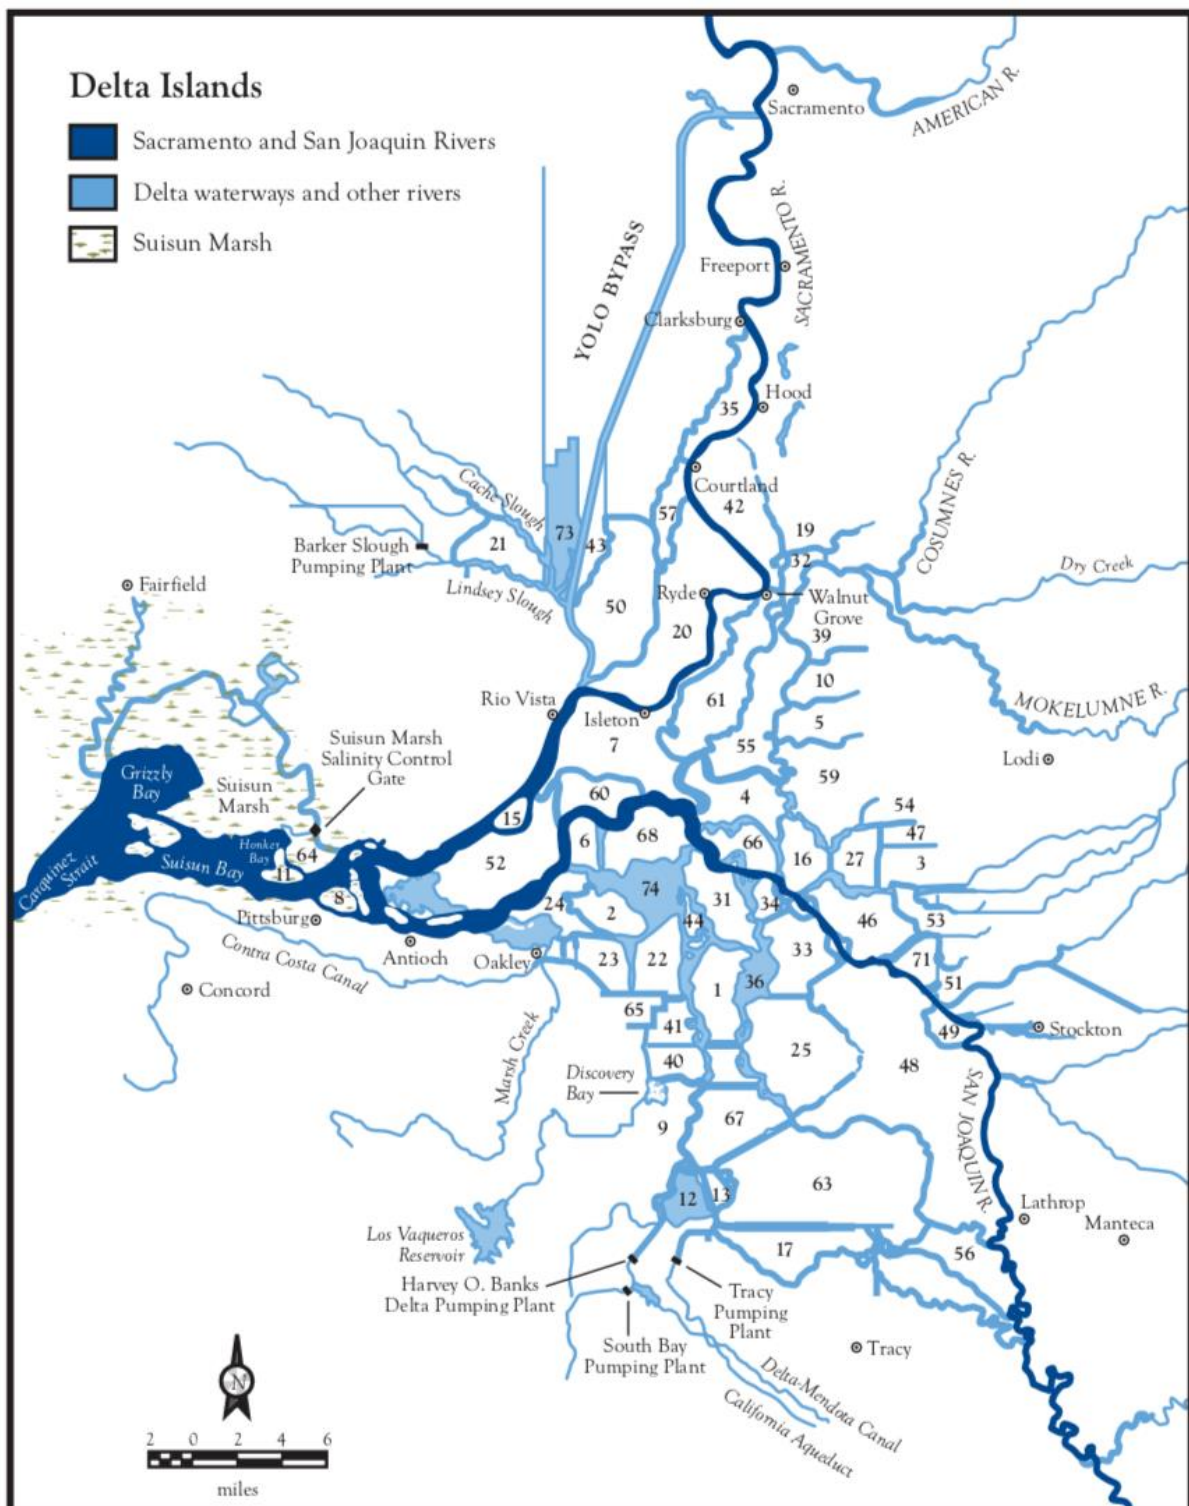 Delta Islands
Sacramento and San Joaquin Rivers
Delta waterways and other rivers
Suisun Marsh
Sacramento
AMERICAN R.
YOLO BYPASS
SACRAMENTO R.
Freeport
Clarksburg
Hood
35
Courtland
42
COSUMNES R.
Cache Slough
57
73
43
21
19
32
Barker Slough
Pumping Plant
Dry Creek
Fairfield
Lindsey Slough
50
Ryde
Walnut
Grove
20
39
10
MOKELUMNE R.
Rio Vista
Isleton
61
5
7
55
Lodi
Suisun Marsh
Salinity Control
Gate
59
Grizzly
Bay
Suisun
Marsh
60
4
54
15
47
Honker
Bay
64
52
6
68
66
16
27
3
Carquinez
Strait
Suisun Bay
11
8
74
31
34
24
2
44
46
53
Pittsburg
Antioch
Oakley
23
22
33
71
Contra Costa Canal
Concord
1
36
51
65
41
49
Stockton
Marsh Creek
40
25
48
Discovery
Bay
SAN JOAQUIN R.
9
67
12
13
63
Lathrop
Manteca
Los Vaqueros
Reservoir
17
56
Harvey O. Banks
Delta Pumping Plant
Tracy
Pumping
Plant
South Bay
Pumping Plant
Tracy
Delta-Mendota Canal
California Aqueduct
N
2 0 2 4 6
miles